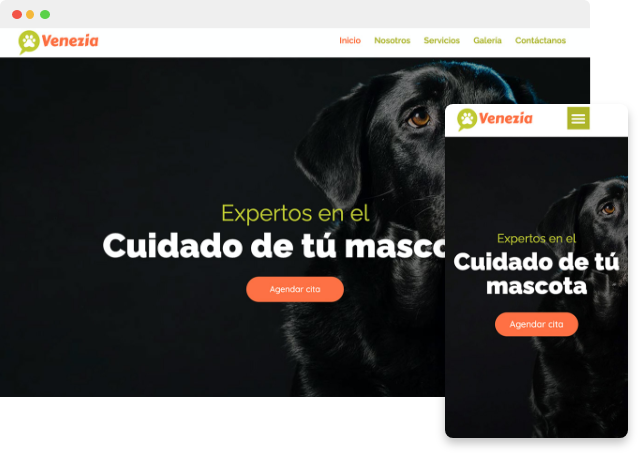 Venezia
Inicio Nosotros Servicios Galería Contáctanos
Expertos en el
Cuidado de tú masco
Agendar cita
Venezia
Expertos en el
Cuidado de tú
mascota
Agendar cita